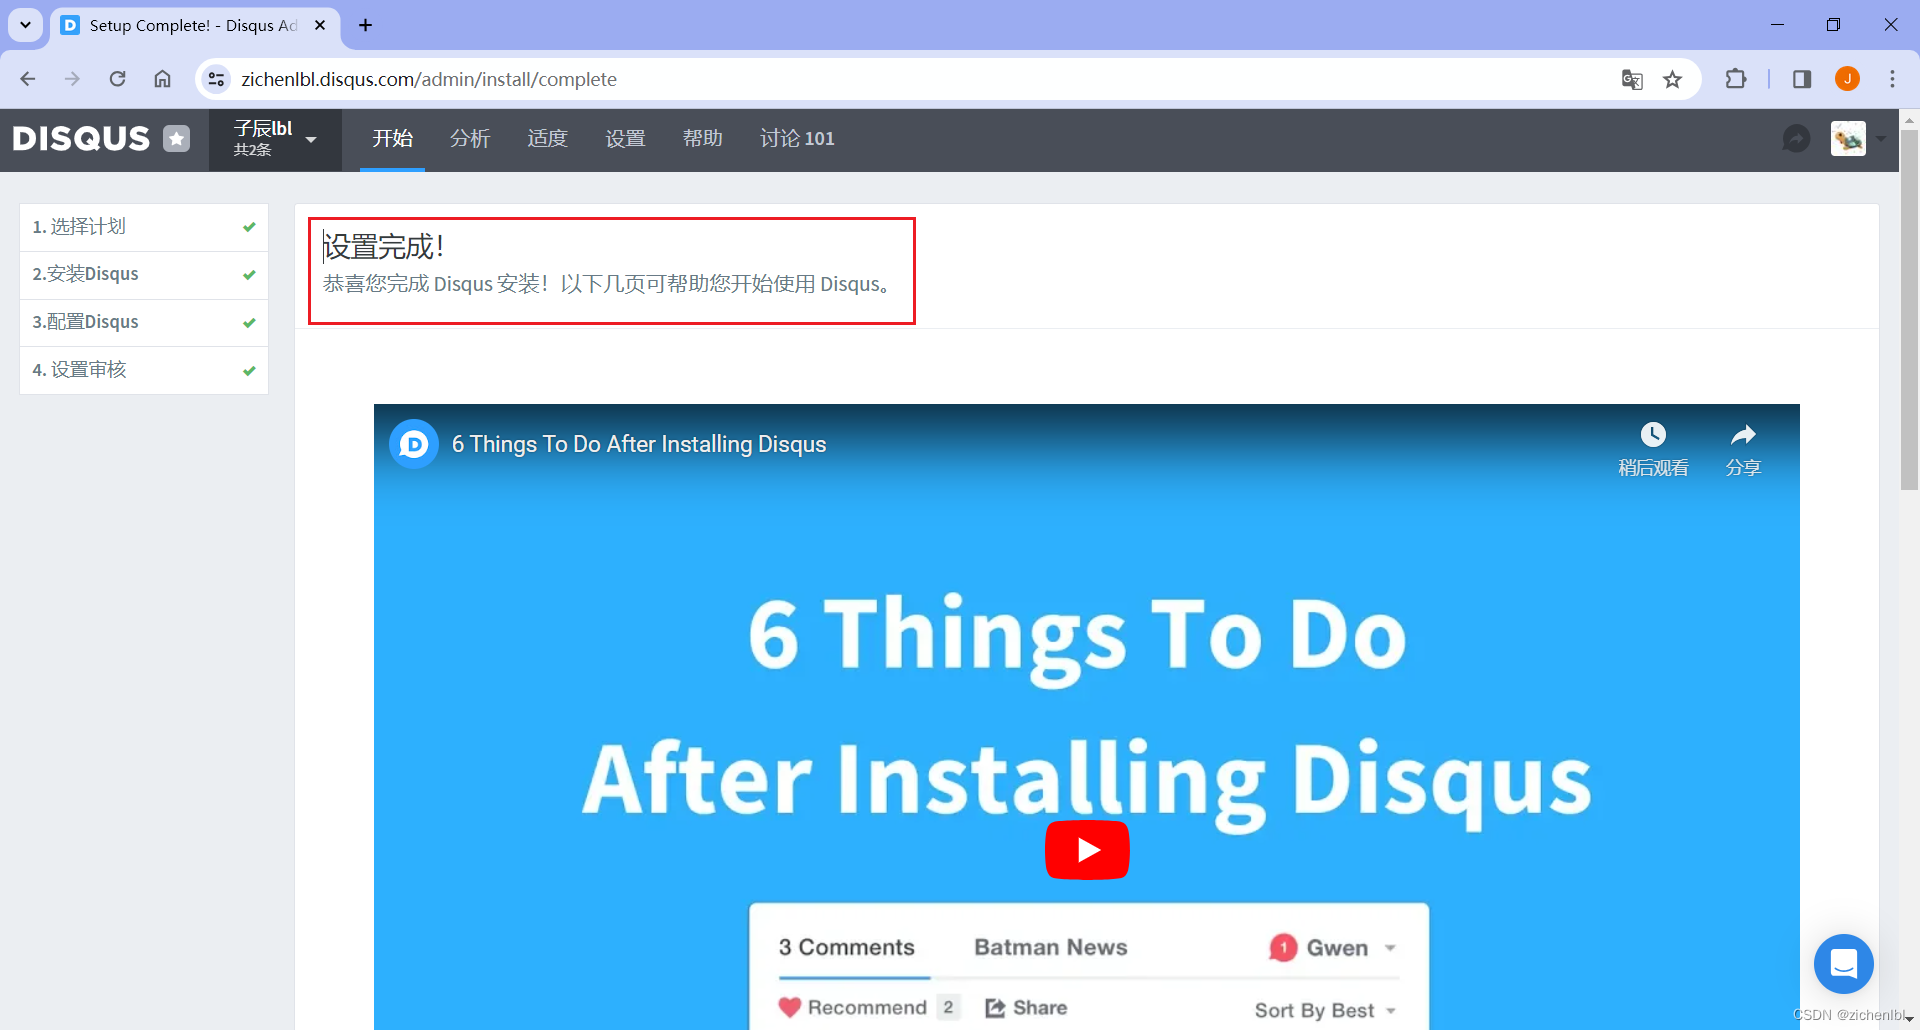 Setup Complete! - Disqus Ad
zichenlbl.disqus.com/admin/install/complete
J
DISQUS
子辰lbl
共2条
开始
分析
适度
设置
帮助
讨论 101
1. 选择计划
2.安装Disqus
3.配置Disqus
4. 设置审核
设置完成！
恭喜您完成 Disqus 安装！以下几页可帮助您开始使用 Disqus。
6 Things To Do After Installing Disqus
稍后观看
分享
6 Things To Do
After Installing Disqus
3 Comments
Batman News
1
Gwen
Recommend 2
Share
Sort By Best
CSDN @zichenlbl